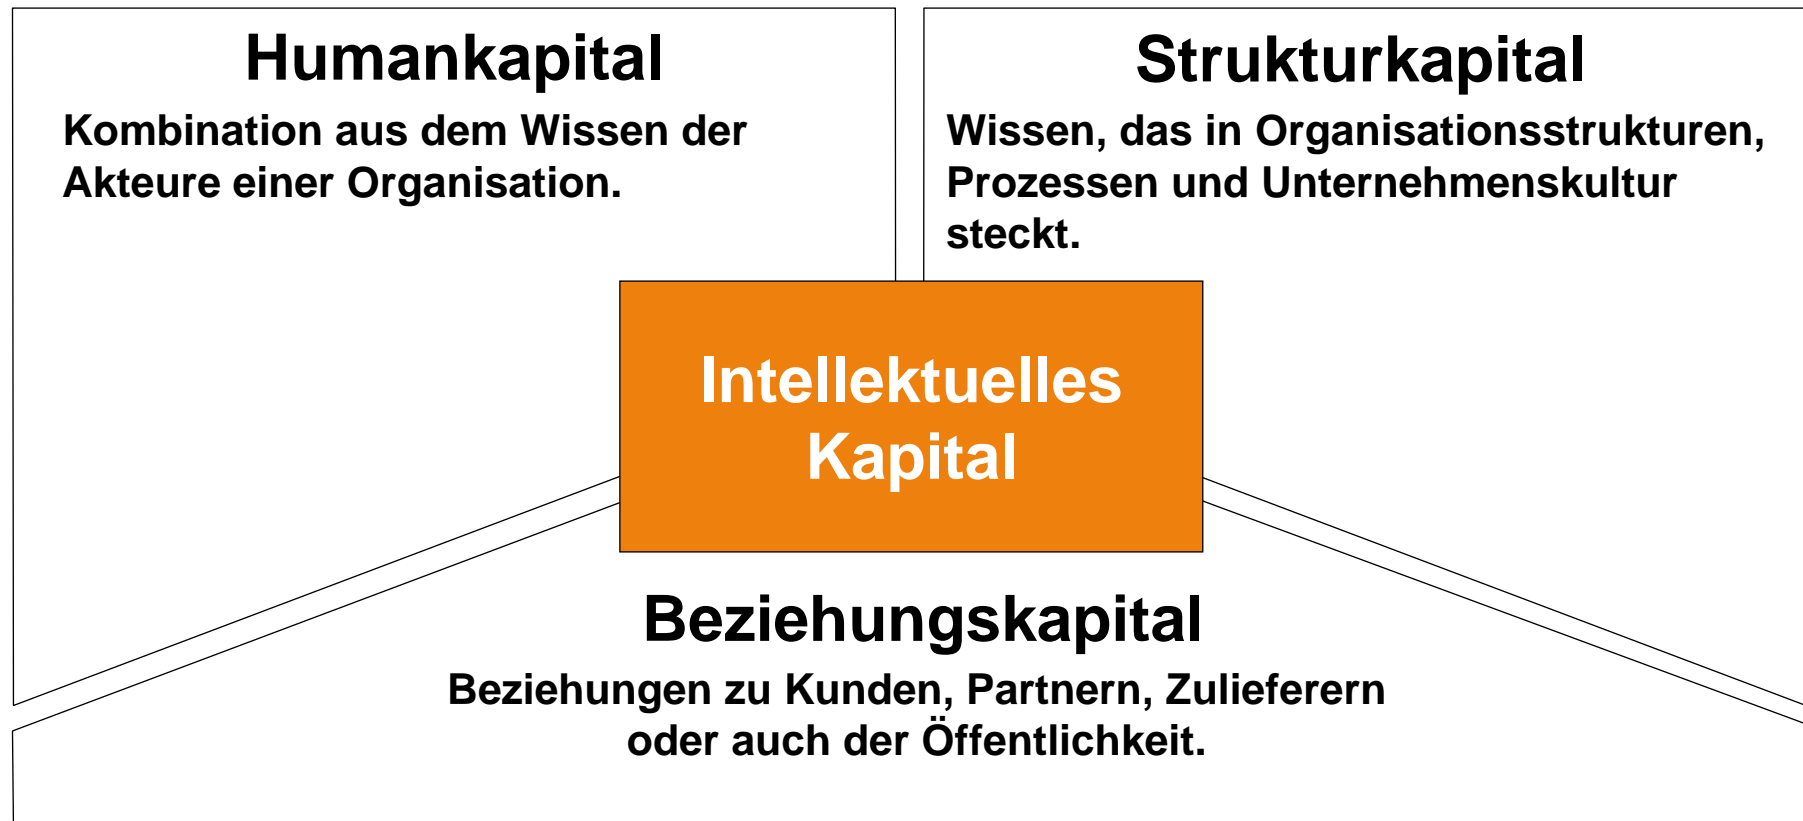 Humankapital
Kombination aus dem Wissen der
Akteure einer Organisation.
Strukturkapital
Wissen, das in Organisationsstrukturen,
Prozessen und Unternehmenskultur
steckt.
Intellektuelles
Kapital
Beziehungskapital
Beziehungen zu Kunden, Partnern, Zulieferern
oder auch der Öffentlichkeit.